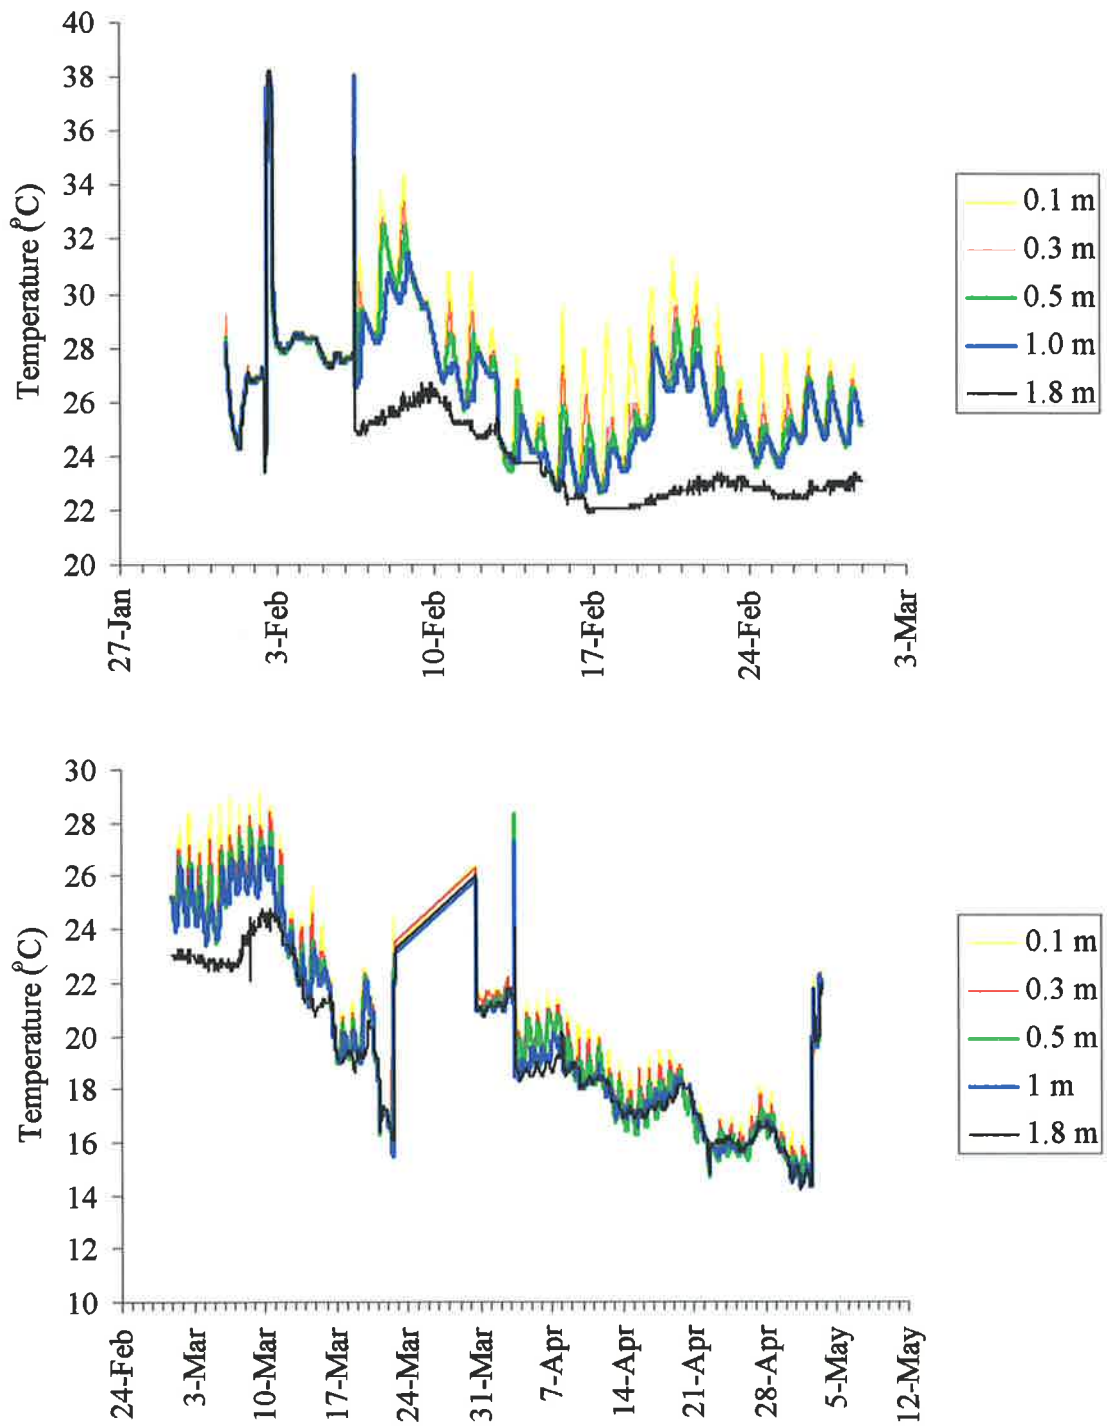 40
38
36
34
32
30
28
26
24
22
20
Temperature (°C)
27-Jan
3-Feb
10-Feb
17-Feb
24-Feb
3-Mar
0.1 m
0.3 m
0.5 m
1.0 m
1.8 m
30
28
26
24
22
20
18
16
14
12
10
Temperature (°C)
24-Feb
3-Mar
10-Mar
17-Mar
24-Mar
31-Mar
7-Apr
14-Apr
21-Apr
28-Apr
5-May
12-May
0.1 m
0.3 m
0.5 m
1 m
1.8 m